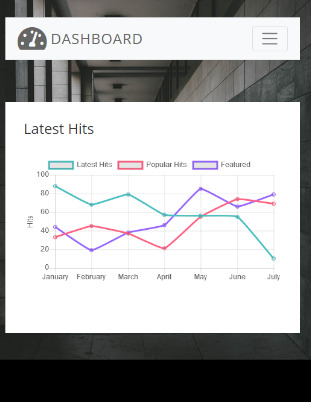 DASHBOARD
Latest Hits
Latest Hits Popular Hits Featured
100
80
60
40
20
0
Hits
January February March April May June July